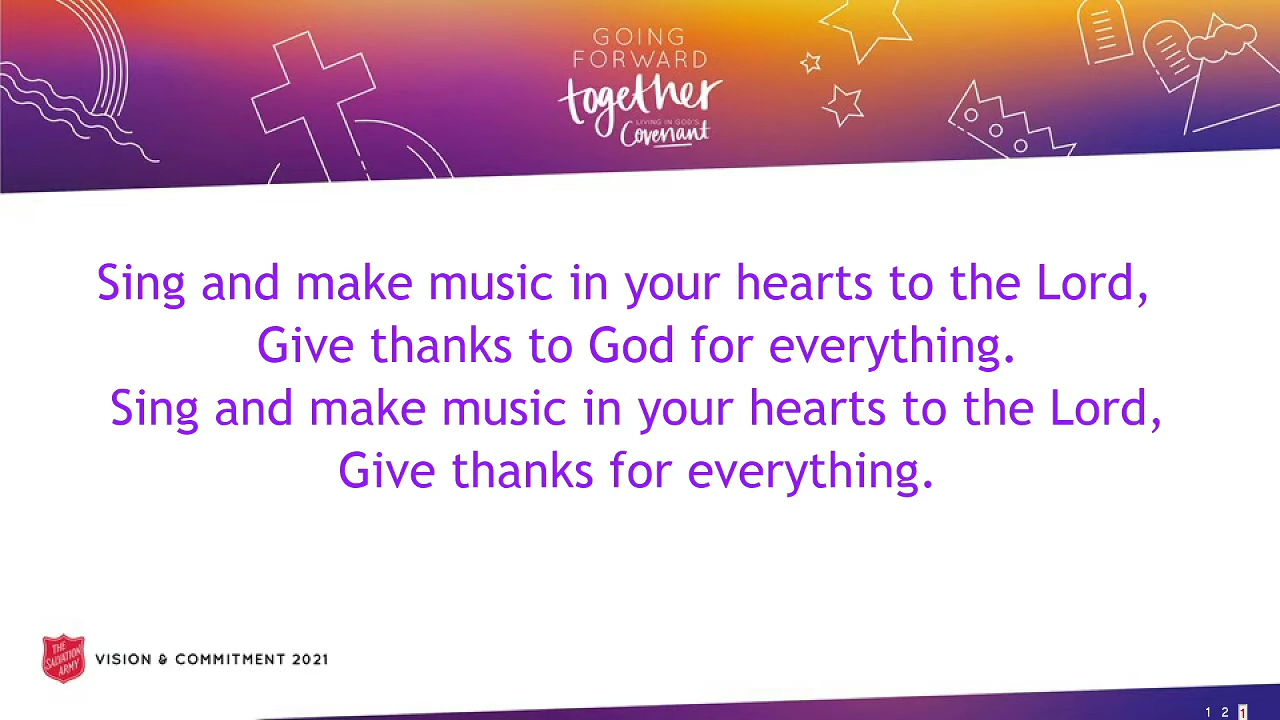 GOING
FORWARD
together
LIVING IN GOD'S
Covenant
Sing and make music in your hearts to the Lord,
Give thanks to God for everything.
Sing and make music in your hearts to the Lord,
Give thanks for everything.
THE
SALVATION
ARMY
VISION & COMMITMENT 2021
1 2 1